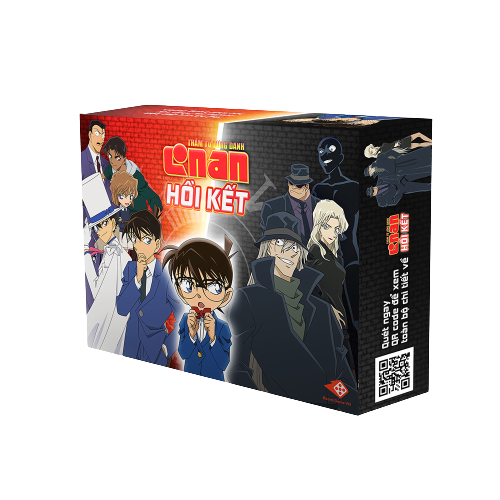 THÁM TỬ LỪNG DANH
Conan
HỒI KẾT
Conan
HỒI KẾT
Quét ngay
QR code để xem
toàn bộ chi tiết về